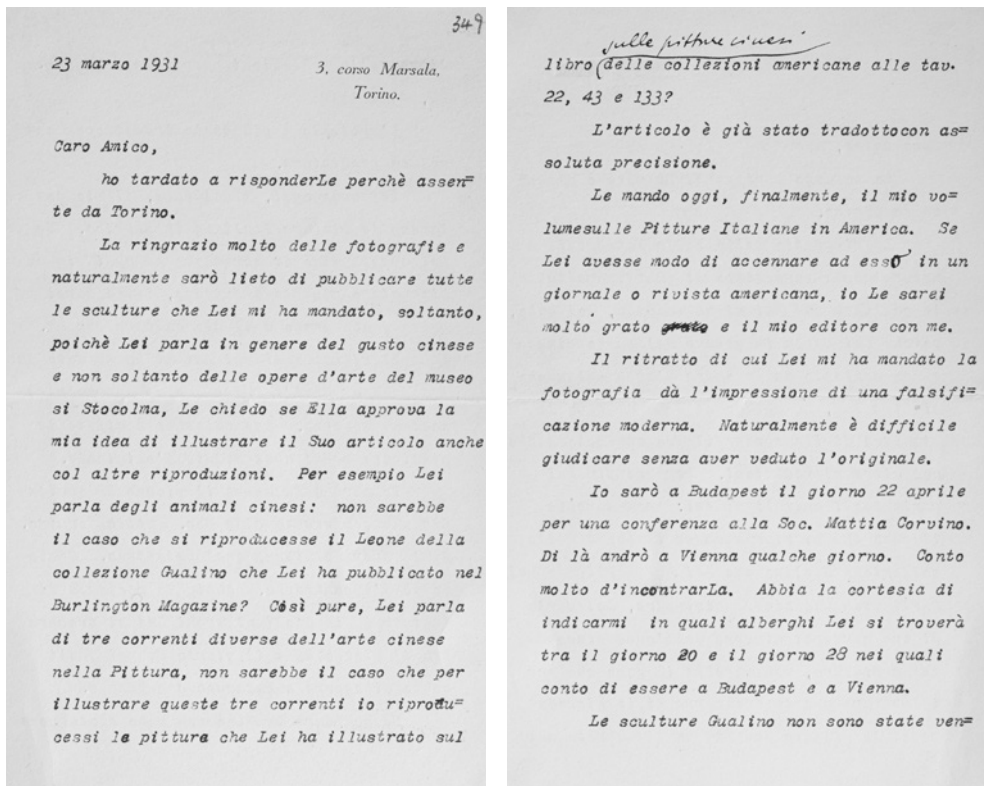 349
23 marzo 1931
3, corso Marsala,
Torino.
Caro Amico,
ho tardato a risponderLe perchè assen=
te da Torino.
La ringrazio molto delle fotografie e
naturalmente sarò lieto di pubblicare tutte
le sculture che Lei mi ha mandato, soltanto,
poichè Lei parla in genere del gusto cinese
e non soltanto delle opere d'arte del museo
si Stocolma, Le chiedo se Ella approva la
mia idea di illustrare il Suo articolo anche
col altre riproduzioni. Per esempio Lei
parla degli animali cinesi: non sarebbe
il caso che si riproducesse il Leone della
collezione Gualino che Lei ha pubblicato nel
Burlington Magazine? Così pure, Lei parla
di tre correnti diverse dell'arte cinese
nella Pittura, non sarebbe il caso che per
illustrare queste tre correnti io riprodu=
cessi le pitture che Lei ha illustrato sul
sulle pitture cinesi
libro delle collezioni americane alle tav.
22, 43 e 133?
L'articolo è già stato tradottocon as=
soluta precisione.
Le mando oggi, finalmente, il mio vo=
lumesulle Pitture Italiane in America. Se
Lei avesse modo di accennare ad esso in un
giornale o rivista americana, io Le sarei
molto grato grato e il mio editore con me.
Il ritratto di cui Lei mi ha mandato la
fotografia dà l'impressione di una falsifi=
cazione moderna. Naturalmente è difficile
giudicare senza aver veduto l'originale.
Io sarò a Budapest il giorno 22 aprile
per una conferenza alla Soc. Mattia Corvino.
Di là andrò a Vienna qualche giorno. Conto
molto d'incontrarLa. Abbia la cortesia di
indicarmi in quali alberghi Lei si troverà
tra il giorno 20 e il giorno 28 nei quali
conto di essere a Budapest e a Vienna.
Le sculture Gualino non sono state ven=